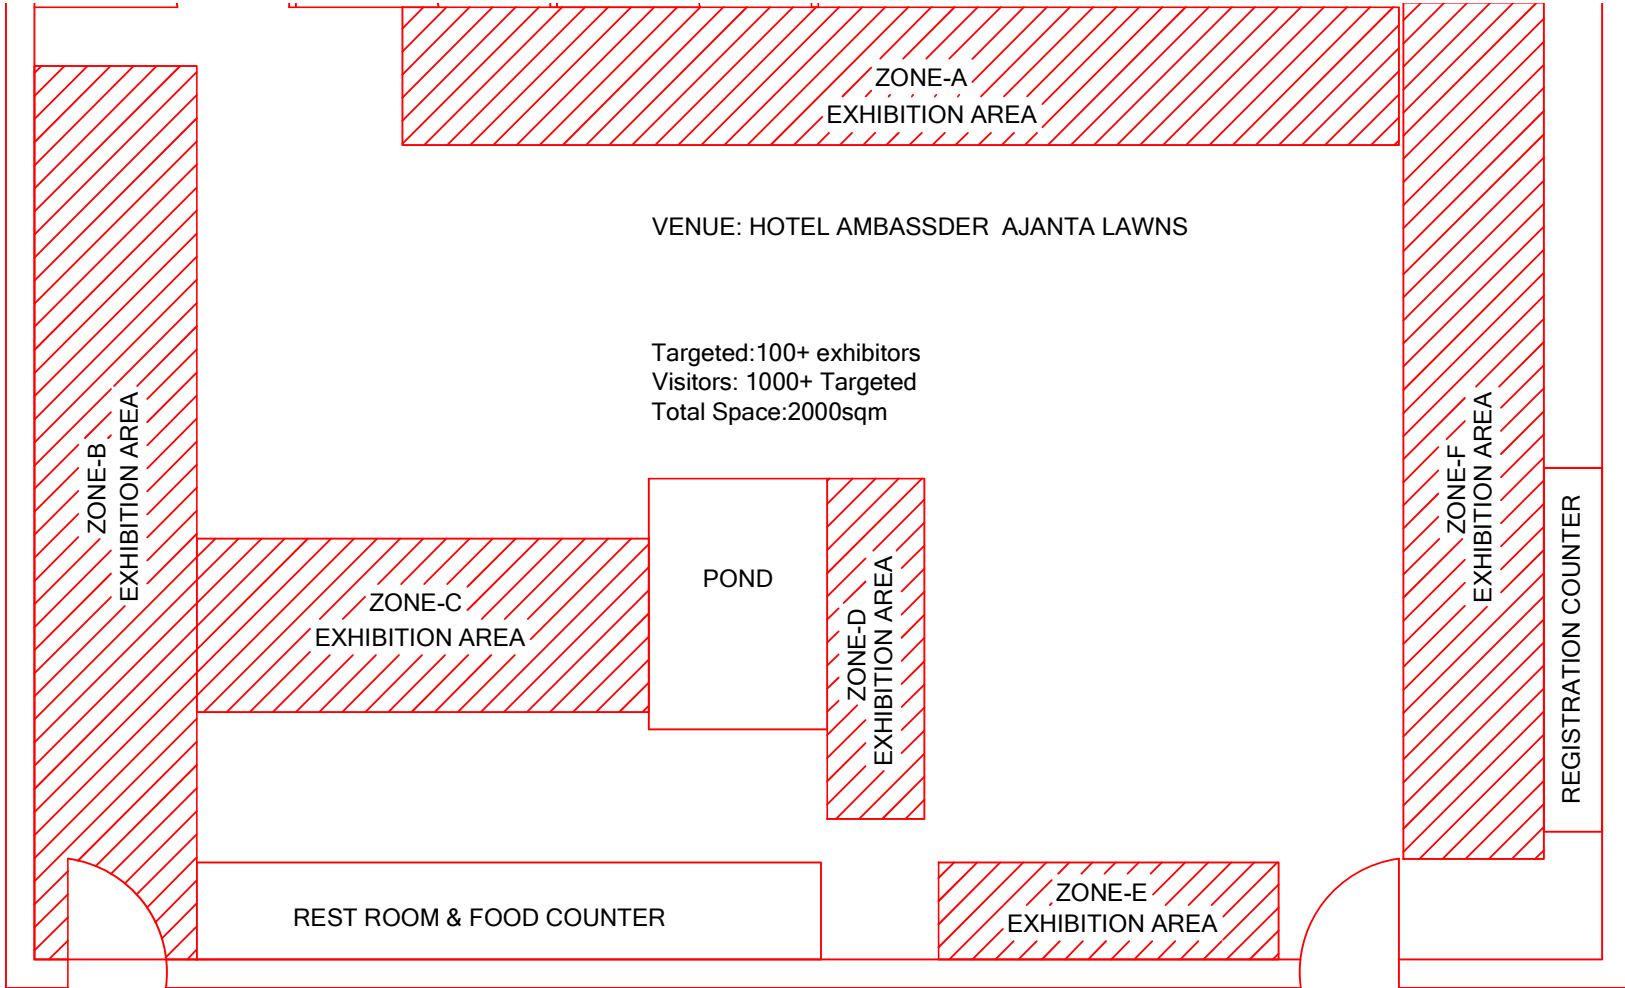 ZONE-A
EXHIBITION AREA
VENUE: HOTEL AMBASSDER  AJANTA LAWNS
Targeted:100+ exhibitors
Visitors: 1000+ Targeted
Total Space:2000sqm
ZONE-B
EXHIBITION AREA
ZONE-C
EXHIBITION AREA
POND
ZONE-D
EXHIBITION AREA
ZONE-F
EXHIBITION AREA
REGISTRATION COUNTER
REST ROOM & FOOD COUNTER
ZONE-E
EXHIBITION AREA